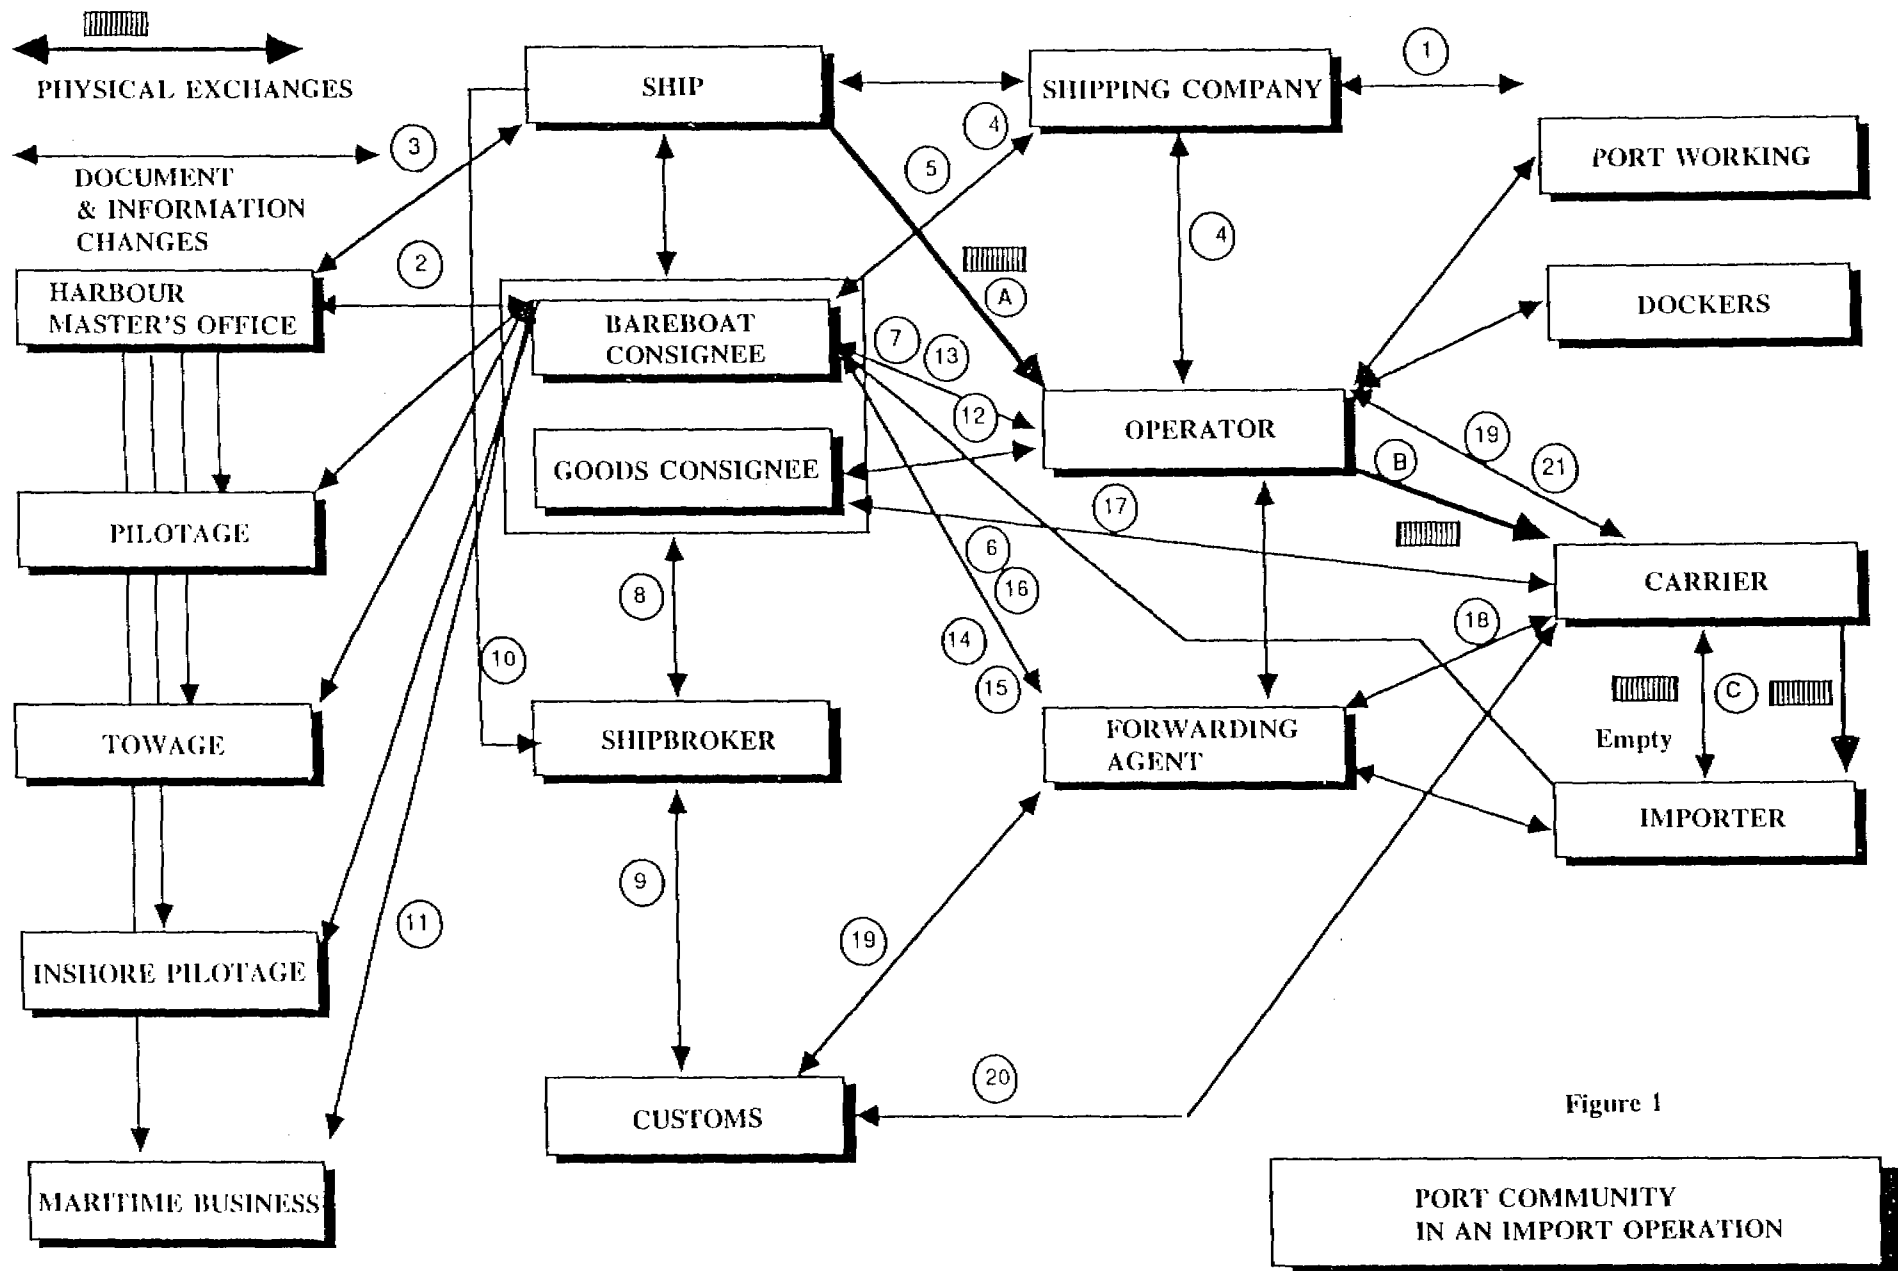 PHYSICAL EXCHANGES
DOCUMENT
& INFORMATION
CHANGES
SHIP
SHIPPING COMPANY
1
PORT WORKING
3
4
5
2
4
HARBOUR
MASTER'S OFFICE
BAREBOAT
CONSIGNEE
A
DOCKERS
7
13
12
OPERATOR
19
B
21
GOODS CONSIGNEE
17
PILOTAGE
6
16
8
CARRIER
18
14
15
10
C
Empty
TOWAGE
SHIPBROKER
FORWARDING
AGENT
IMPORTER
9
11
19
INSHORE PILOTAGE
20
CUSTOMS
Figure 1
MARITIME BUSINESS
PORT COMMUNITY
IN AN IMPORT OPERATION